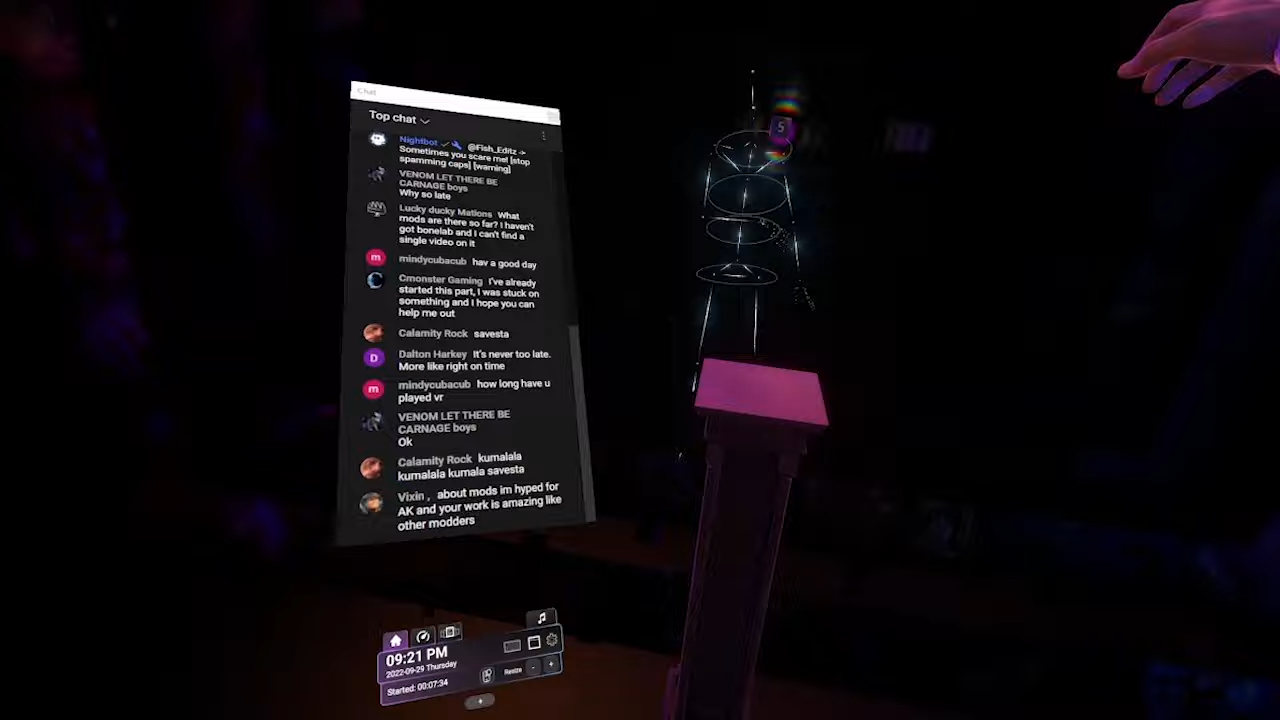 Chat
Top chat
Nightbot @Fish_Editz ->
Sometimes you scare me! [stop
spamming caps] [warning]
VENOM LET THERE BE
CARNAGE boys
Why so late
Lucky ducky Mations What
mods are there so far? I haven't
got bonelab and I can't find a
single video on it
m mindycubacub hav a good day
Cmonster Gaming I've already
started this part, I was stuck on
something and I hope you can
help me out
Calamity Rock savesta
D Dalton Harkey It's never too late.
More like right on time
m mindycubacub how long have u
played vr
VENOM LET THERE BE
CARNAGE boys
Ok
Calamity Rock kumalala
kumalala kumala savesta
Vixin , about mods im hyped for
AK and your work is amazing like
other modders
5
09:21 PM
2022-09-29 Thursday
Started: 00:07:34
Resize - +
+